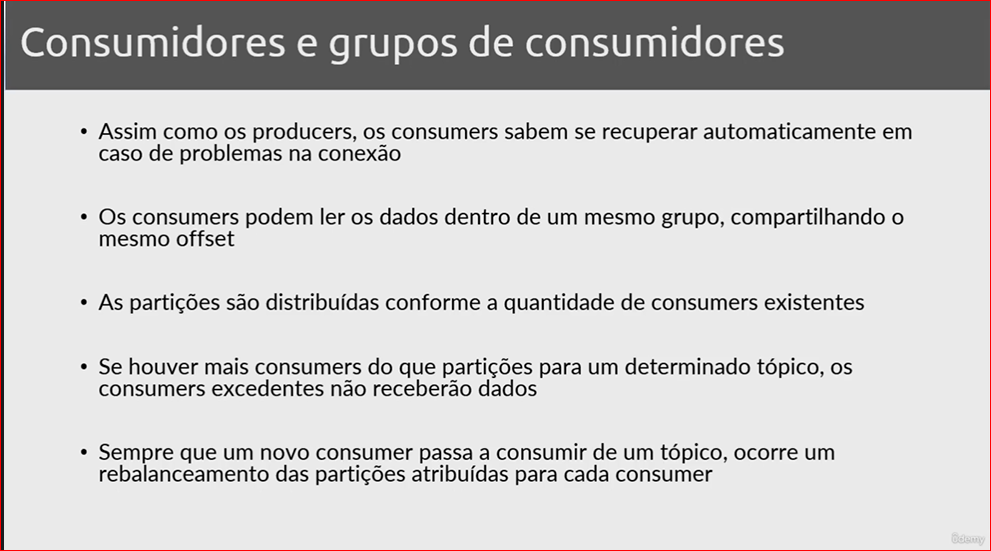 Consumidores e grupos de consumidores
• Assim como os producers, os consumers sabem se recuperar automaticamente em
caso de problemas na conexão
• Os consumers podem ler os dados dentro de um mesmo grupo, compartilhando o
mesmo offset
• As partições são distribuídas conforme a quantidade de consumers existentes
• Se houver mais consumers do que partições para um determinado tópico, os
consumers excedentes não receberão dados
• Sempre que um novo consumer passa a consumir de um tópico, ocorre um
rebalanceamento das partições atribuídas para cada consumer
Udemy